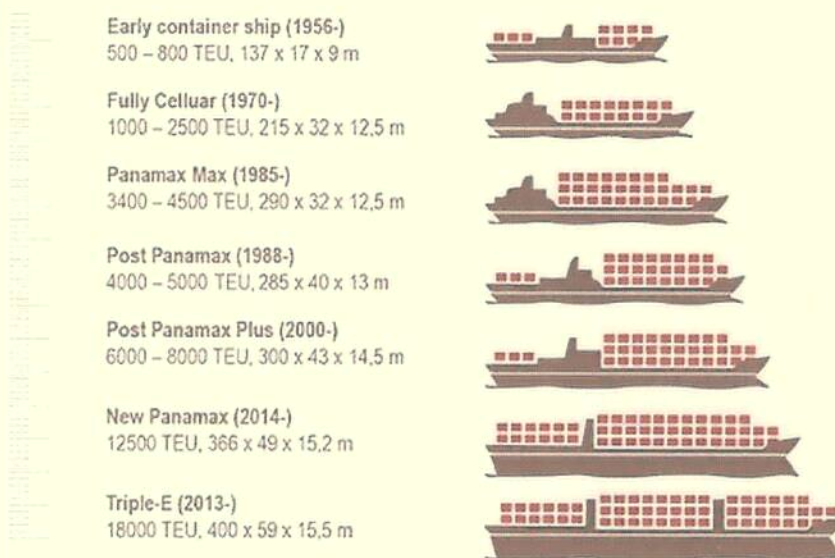 Early container ship (1956-)
500 – 800 TEU, 137 x 17 x 9 m
Fully Celluar (1970-)
1000 – 2500 TEU, 215 x 32 x 12,5 m
Panamax Max (1985-)
3400 – 4500 TEU, 290 x 32 x 12,5 m
Post Panamax (1988-)
4000 – 5000 TEU, 285 x 40 x 13 m
Post Panamax Plus (2000-)
6000 – 8000 TEU, 300 x 43 x 14,5 m
New Panamax (2014-)
12500 TEU, 366 x 49 x 15,2 m
Triple-E (2013-)
18000 TEU, 400 x 59 x 15,5 m